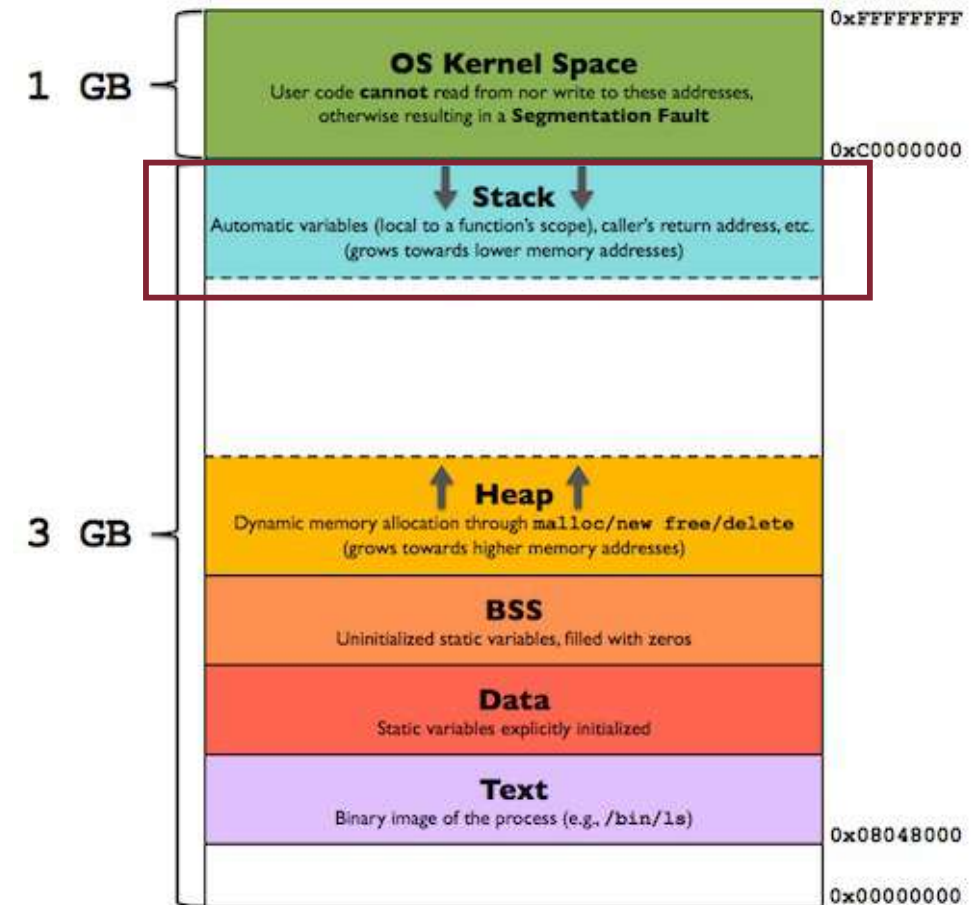 0xFFFFFFFF
1 GB
OS Kernel Space
User code cannot read from nor write to these addresses,
otherwise resulting in a Segmentation Fault
0xC0000000
Stack
Automatic variables (local to a function's scope), caller's return address, etc.
(grows towards lower memory addresses)
Heap
Dynamic memory allocation through malloc/new free/delete
(grows towards higher memory addresses)
3 GB
BSS
Uninitialized static variables, filled with zeros
Data
Static variables explicitly initialized
Text
Binary image of the process (e.g., /bin/ls)
0x08048000
0x00000000